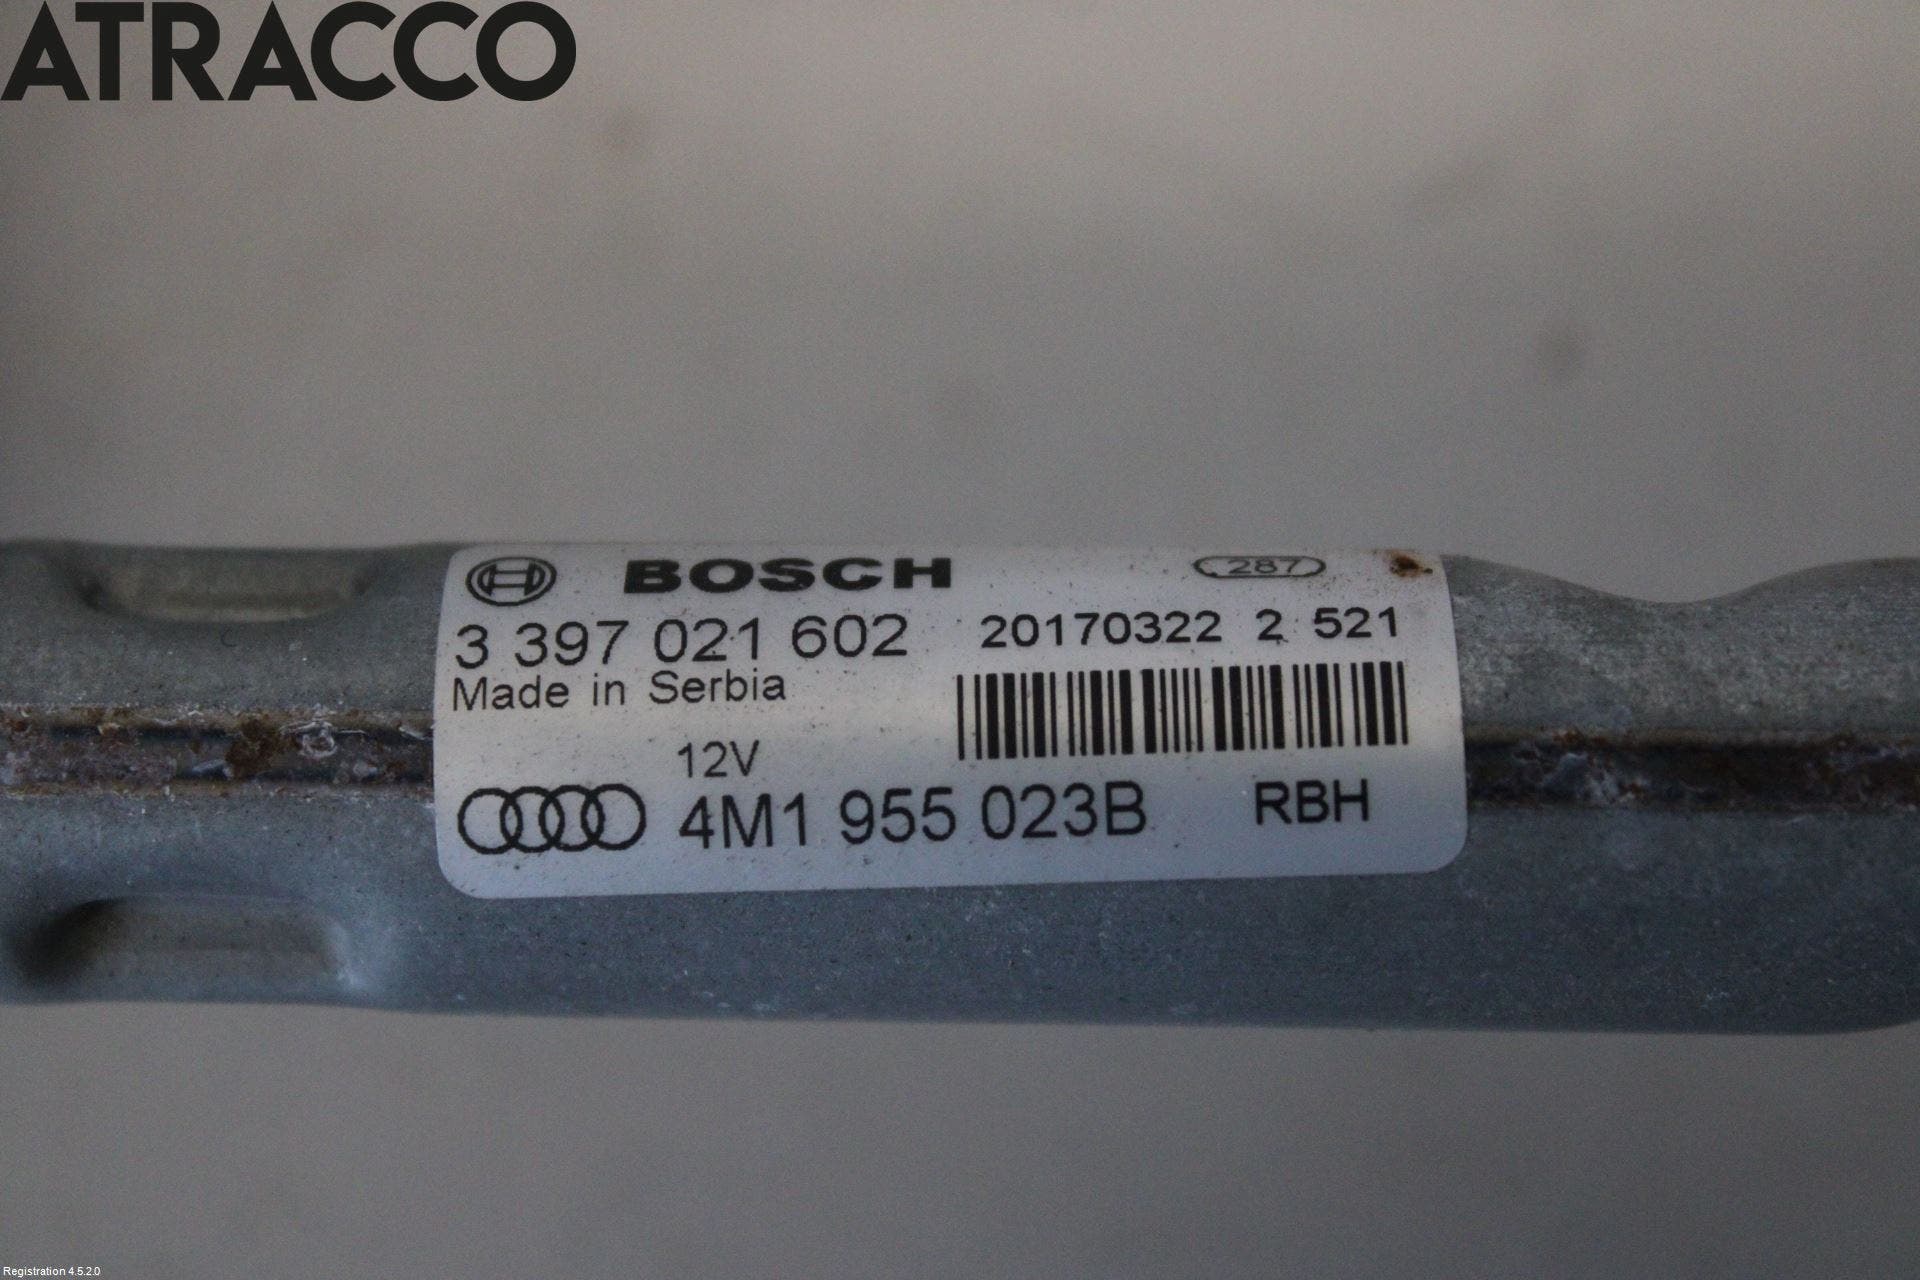 ATRACCO
BOSCH 287
3 397 021 602 20170322 2 521
Made in Serbia
12V
4M1 955 023B RBH
Registration 4.5.2.0